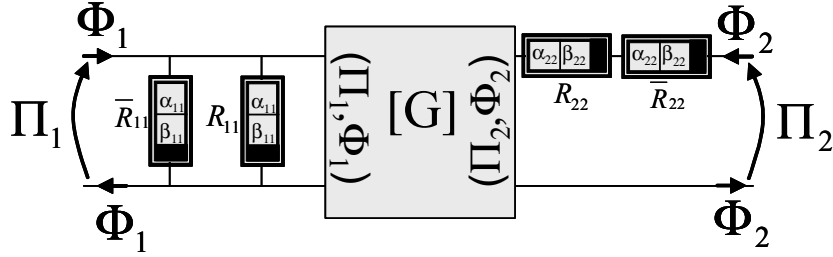 Φ₁
Φ₂
α₂₂ β₂₂
α₂₂ β₂₂
R₂₂
R̅₂₂
Π₁
R̅₁₁
α₁₁
β₁₁
R₁₁
α₁₁
β₁₁
(Π₁, Φ₁)
[G]
(Π₂, Φ₂)
Π₂
Φ₁
Φ₂